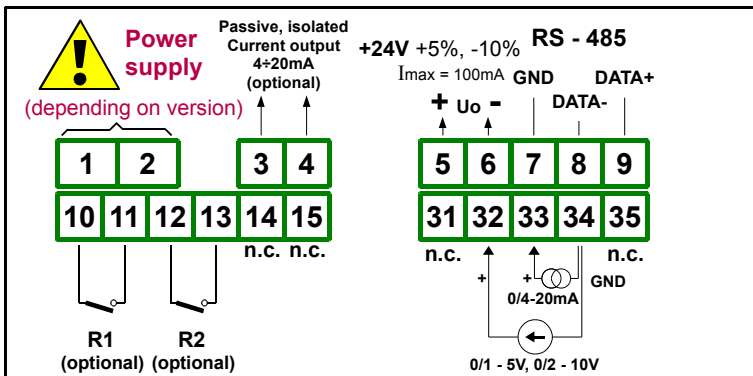 Power
supply
(depending on version)
Passive, isolated
Current output
4÷20mA
(optional)
+24V +5%, -10%
Imax = 100mA
+ Uo -
RS - 485
GND
DATA-
DATA+
1 2 3 4
10 11 12 13 14 15
n.c. n.c.
R1
(optional)
R2
(optional)
5 6 7 8 9
31 32 33 34 35
n.c. n.c.
+ +
0/4-20mA
GND
0/1 - 5V, 0/2 - 10V